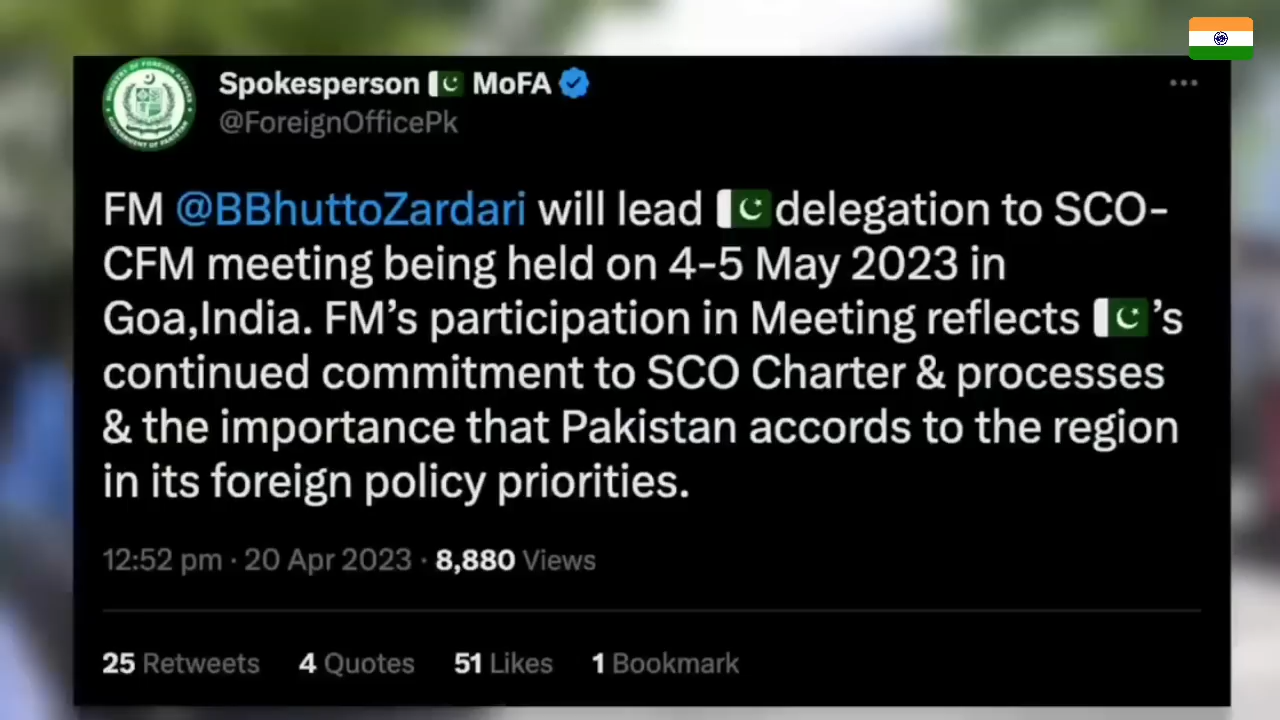 Spokesperson 🇵🇰 MoFA
@ForeignOfficePk
FM @BBhuttoZardari will lead 🇵🇰delegation to SCO-
CFM meeting being held on 4-5 May 2023 in
Goa,India. FM’s participation in Meeting reflects 🇵🇰’s
continued commitment to SCO Charter & processes
& the importance that Pakistan accords to the region
in its foreign policy priorities.
12:52 pm · 20 Apr 2023 · 8,880 Views
25 Retweets 4 Quotes 51 Likes 1 Bookmark